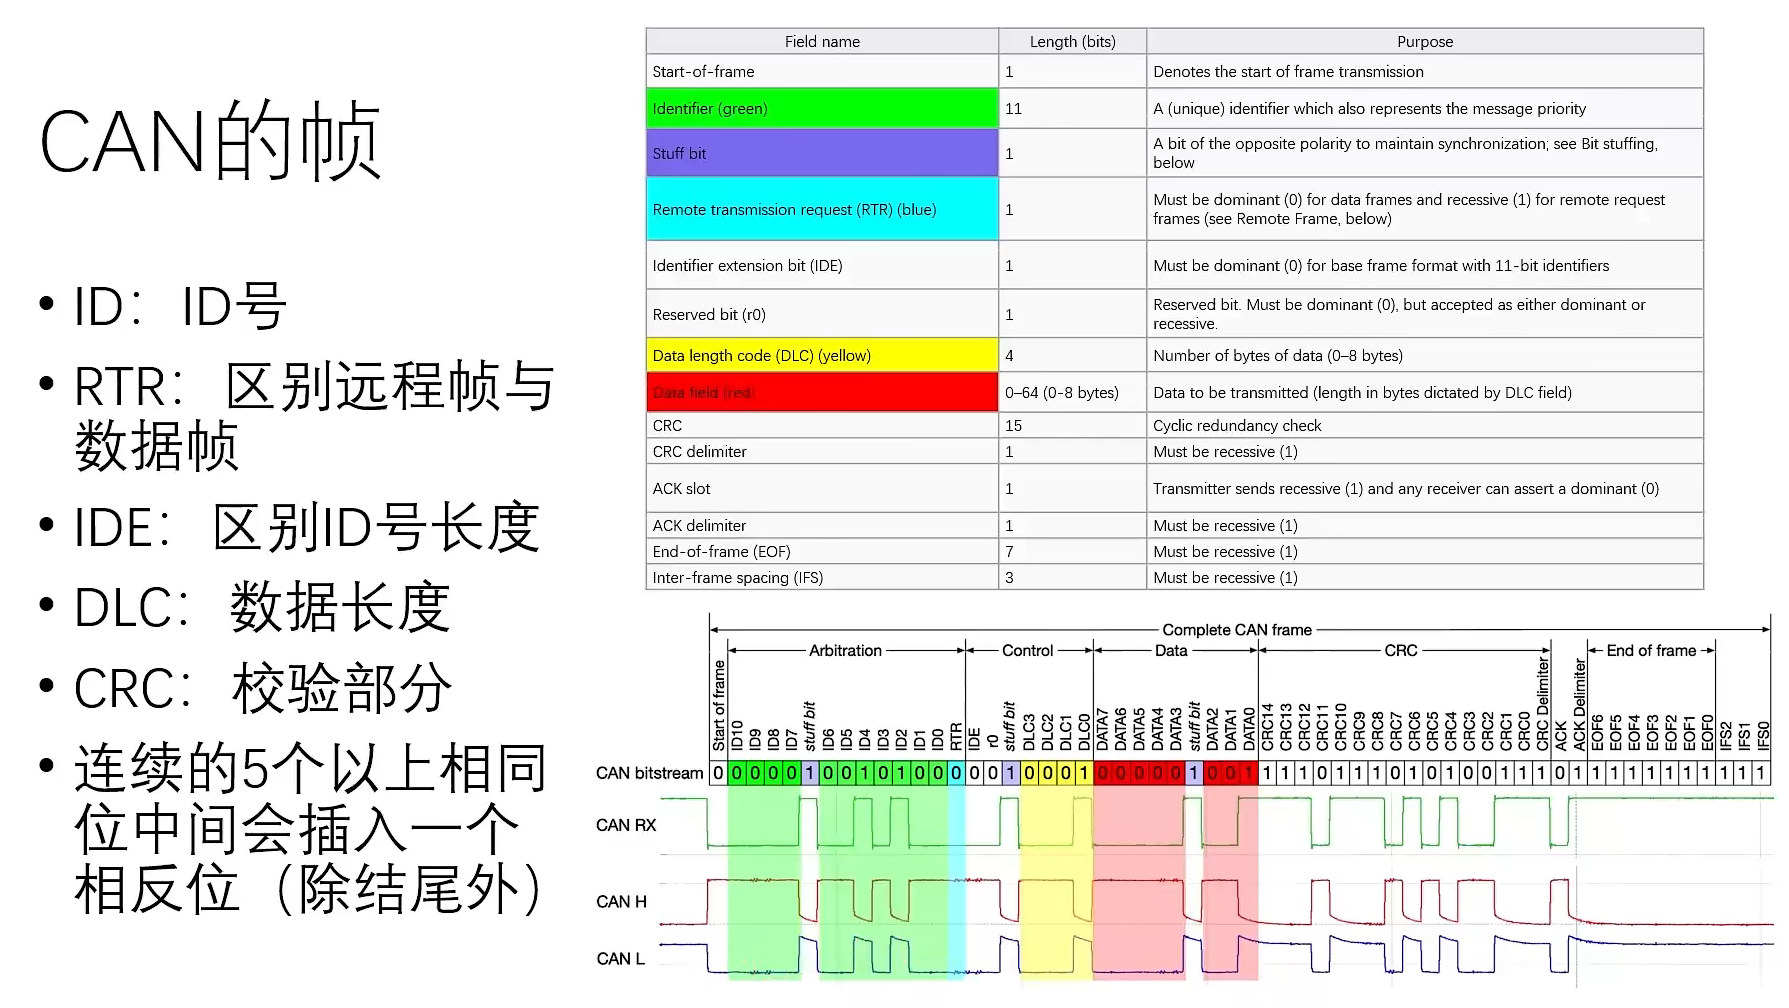 CAN的帧
• ID：ID号
• RTR：区别远程帧与
数据帧
• IDE：区别ID号长度
• DLC：数据长度
• CRC：校验部分
• 连续的5个以上相同
位中间会插入一个
相反位（除结尾外）
Field name Length (bits) Purpose
Start-of-frame 1 Denotes the start of frame transmission
Identifier (green) 11 A (unique) identifier which also represents the message priority
Stuff bit 1 A bit of the opposite polarity to maintain synchronization; see Bit stuffing,
below
Remote transmission request (RTR) (blue) 1 Must be dominant (0) for data frames and recessive (1) for remote request
frames (see Remote Frame, below)
Identifier extension bit (IDE) 1 Must be dominant (0) for base frame format with 11-bit identifiers
Reserved bit (r0) 1 Reserved bit. Must be dominant (0), but accepted as either dominant or
recessive.
Data length code (DLC) (yellow) 4 Number of bytes of data (0–8 bytes)
Data field (red) 0–64 (0-8 bytes) Data to be transmitted (length in bytes dictated by DLC field)
CRC 15 Cyclic redundancy check
CRC delimiter 1 Must be recessive (1)
ACK slot 1 Transmitter sends recessive (1) and any receiver can assert a dominant (0)
ACK delimiter 1 Must be recessive (1)
End-of-frame (EOF) 7 Must be recessive (1)
Inter-frame spacing (IFS) 3 Must be recessive (1)
Complete CAN frame
Arbitration Control Data CRC End of frame
Start of frame ID10 ID9 ID8 ID7 stuff bit ID6 ID5 ID4 ID3 ID2 ID1 ID0 RTR IDE r0 stuff bit DLC3 DLC2 DLC1 DLC0 DATA7 DATA6 DATA5 DATA4 DATA3 stuff bit DATA2 DATA1 DATA0 CRC14 CRC13 CRC12 CRC11 CRC10 CRC9 CRC8 CRC7 CRC6 CRC5 CRC4 CRC3 CRC2 CRC1 CRC0 CRC Delimiter ACK ACK Delimiter EOF6 EOF5 EOF4 EOF3 EOF2 EOF1 EOF0 IFS2 IFS1 IFS0
CAN bitstream 0 0 0 0 0 1 0 0 1 0 1 0 0 0 0 0 1 0 0 0 1 0 0 0 0 0 1 0 0 1 1 1 1 0 1 1 1 0 1 0 1 0 0 1 1 1 0 1 1 1 1 1 1 1 1 1 1 1
CAN RX
CAN H
CAN L